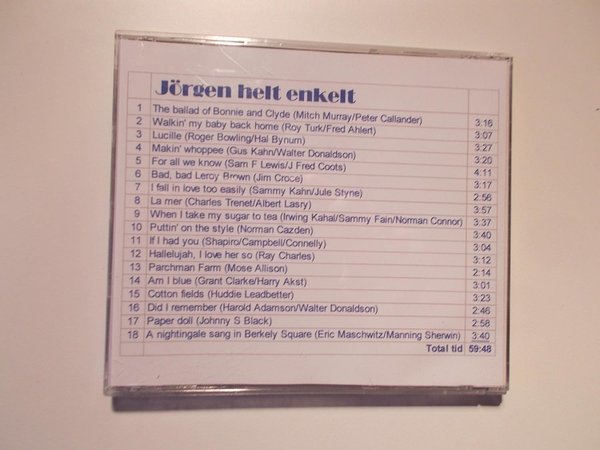 Jörgen helt enkelt
1 The ballad of Bonnie and Clyde (Mitch Murray/Peter Callander) 3:16
2 Walkin' my baby back home (Roy Turk/Fred Ahlert) 3:07
3 Lucille (Roger Bowling/Hal Bynum) 3:27
4 Makin' whoppee (Gus Kahn/Walter Donaldson) 3:20
5 For all we know (Sam F Lewis/J Fred Coots) 4:11
6 Bad, bad Leroy Brown (Jim Croce) 3:17
7 I fall in love too easily (Sammy Kahn/Jule Styne) 2:56
8 La mer (Charles Trenet/Albert Lasry) 3:57
9 When I take my sugar to tea (Irwing Kahal/Sammy Fain/Norman Connor) 3:37
10 Puttin' on the style (Norman Cazden) 3:40
11 If I had you (Shapiro/Campbell/Connelly) 3:04
12 Hallelujah, I love her so (Ray Charles) 3:12
13 Parchman Farm (Mose Allison) 2:14
14 Am I blue (Grant Clarke/Harry Akst) 3:01
15 Cotton fields (Huddie Leadbetter) 3:23
16 Did I remember (Harold Adamson/Walter Donaldson) 2:46
17 Paper doll (Johnny S Black) 2:58
18 A nightingale sang in Berkely Square (Eric Maschwitz/Manning Sherwin) 3:40
Total tid 59:48